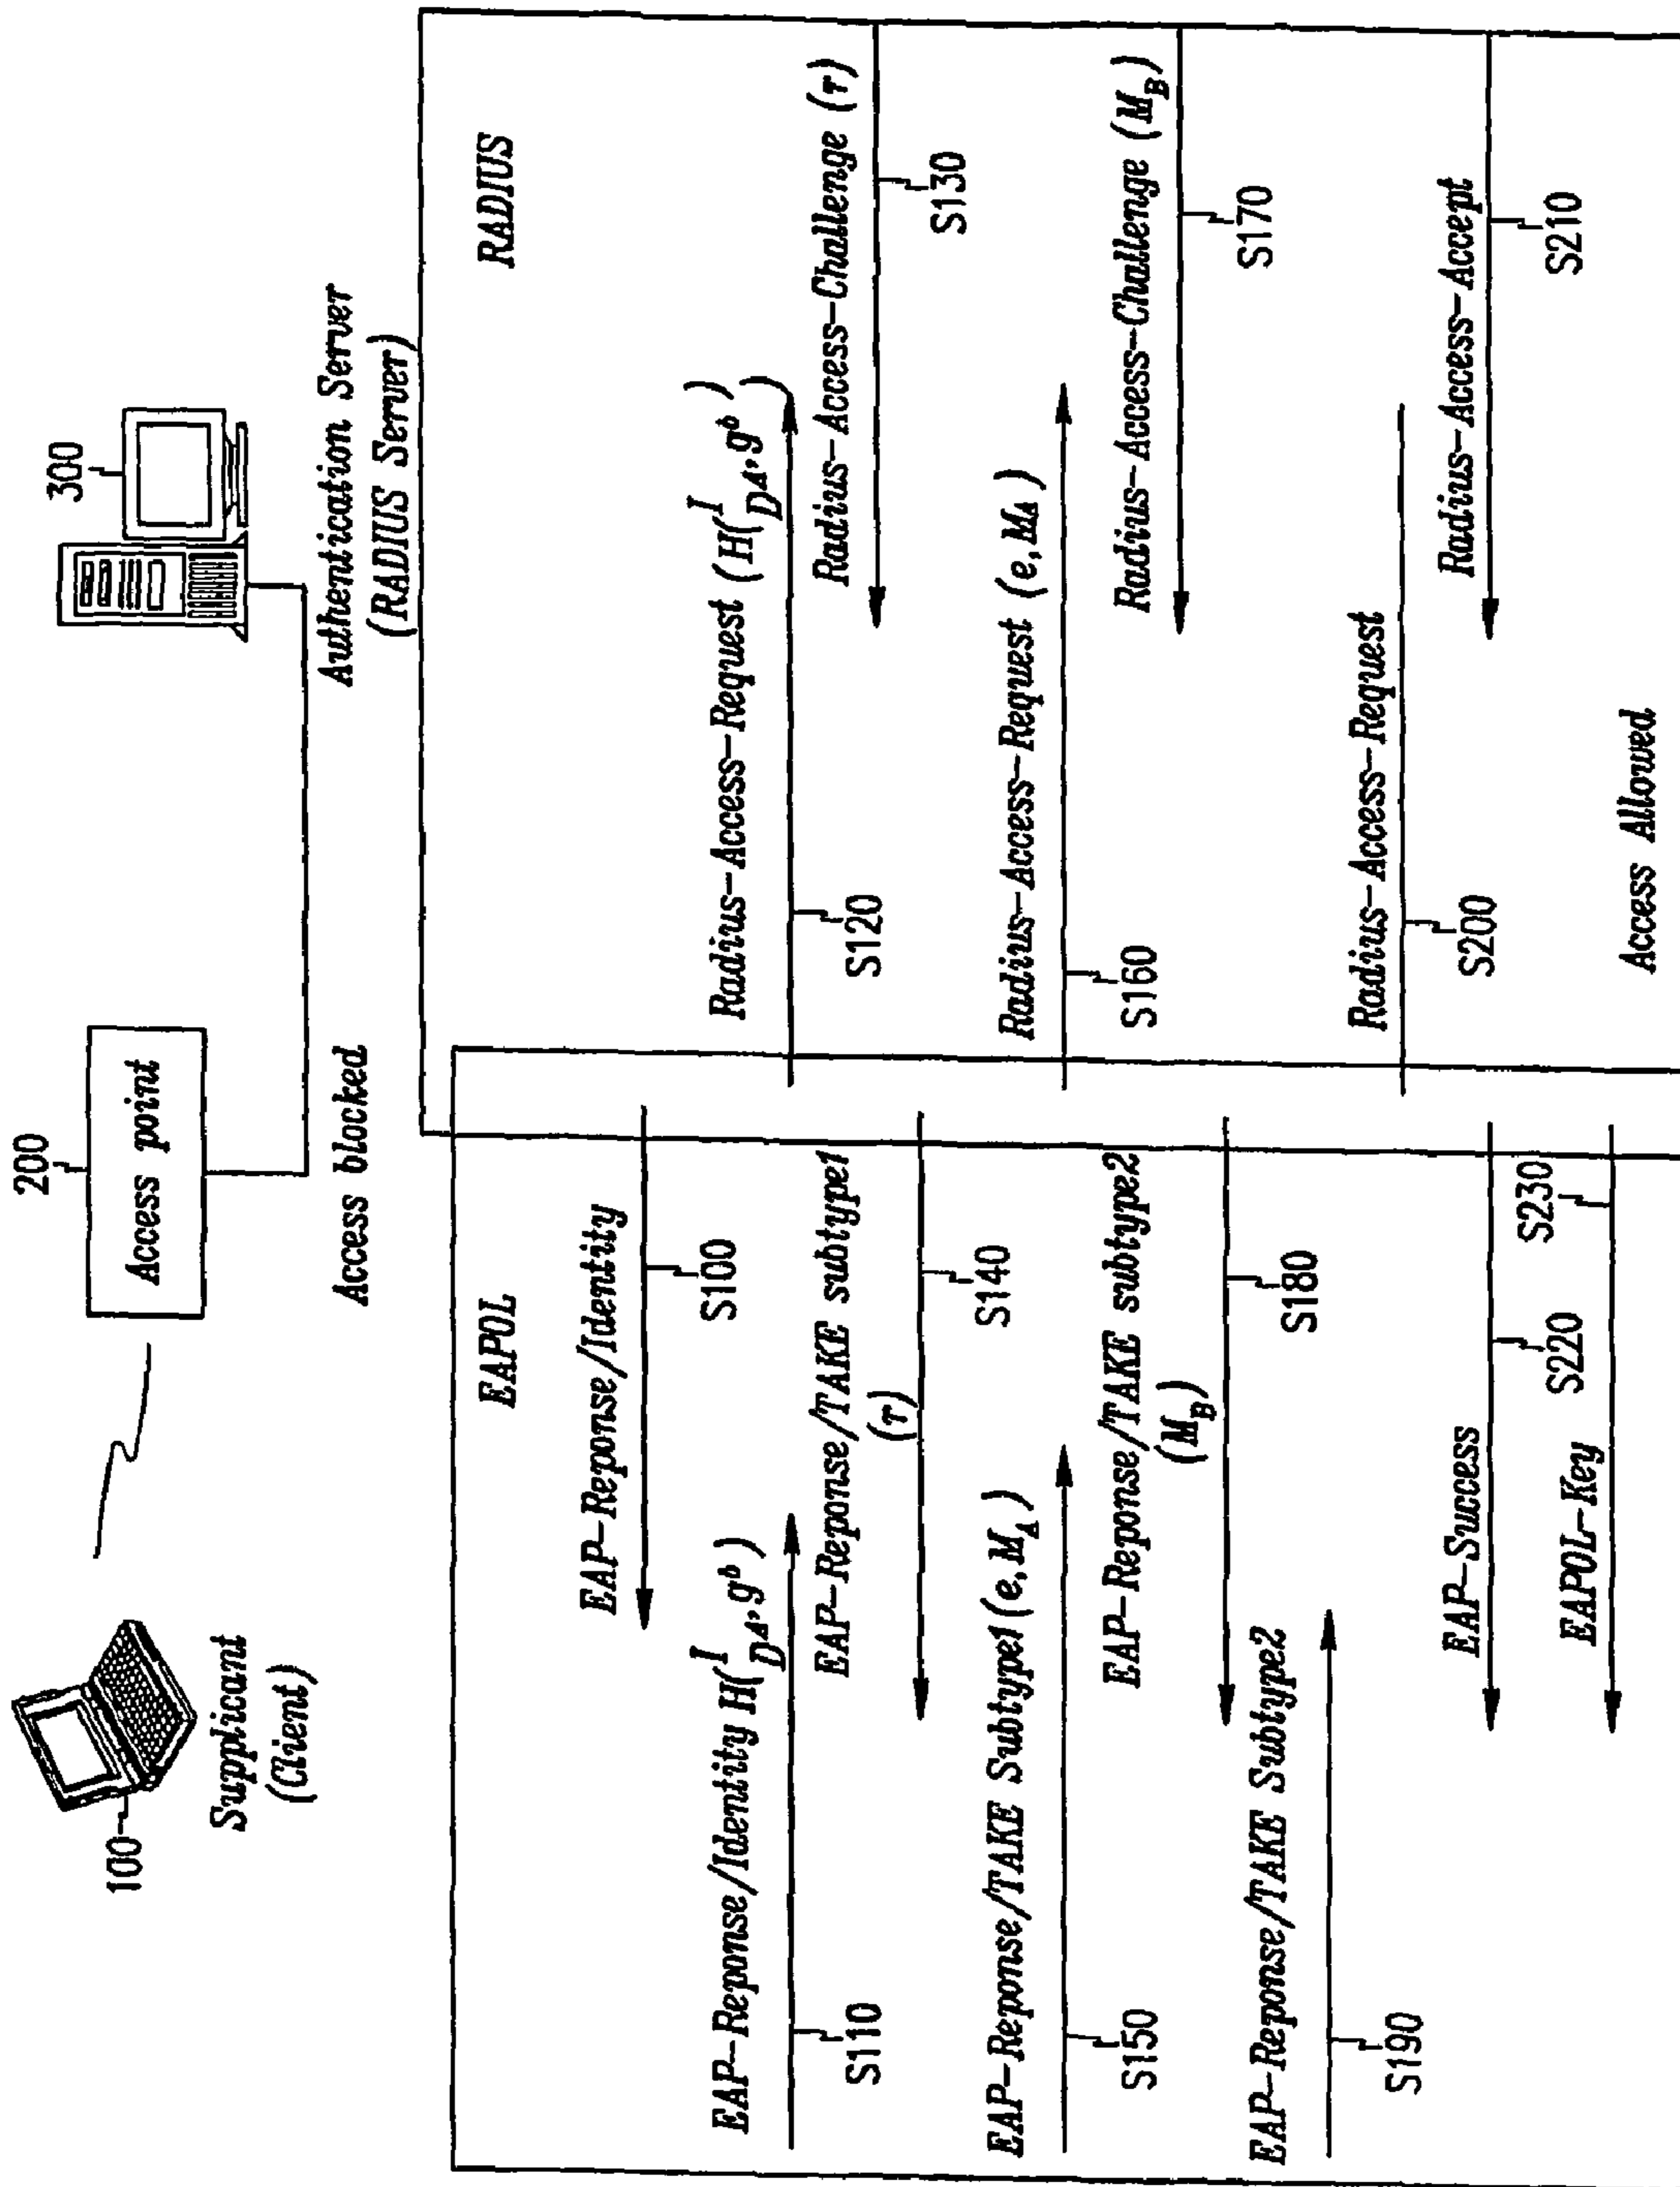 100
Supplicant
(Client)
200
Access point
Access blocked
300
Authentication Server
(RADIUS Server)
EAPOL
RADIUS
EAP-Reponse/Identity
S100
EAP-Reponse/Identity H(IDA, g^b)
S110
Radius-Access-Request (H(IDA, g^b))
S120
Radius-Access-Challenge (r)
S130
EAP-Reponse/TAKE subtype1
(r)
S140
EAP-Reponse/TAKE Subtype1(e, M_A)
S150
Radius-Access-Request (e, M_A)
S160
Radius-Access-Challenge (M_B)
S170
EAP-Reponse/TAKE subtype2
(M_B)
S180
EAP-Reponse/TAKE Subtype2
S190
Radius-Access-Request
S200
Radius-Access-Accept
S210
EAP-Success
S220
S230
EAPOL-Key
Access Allowed